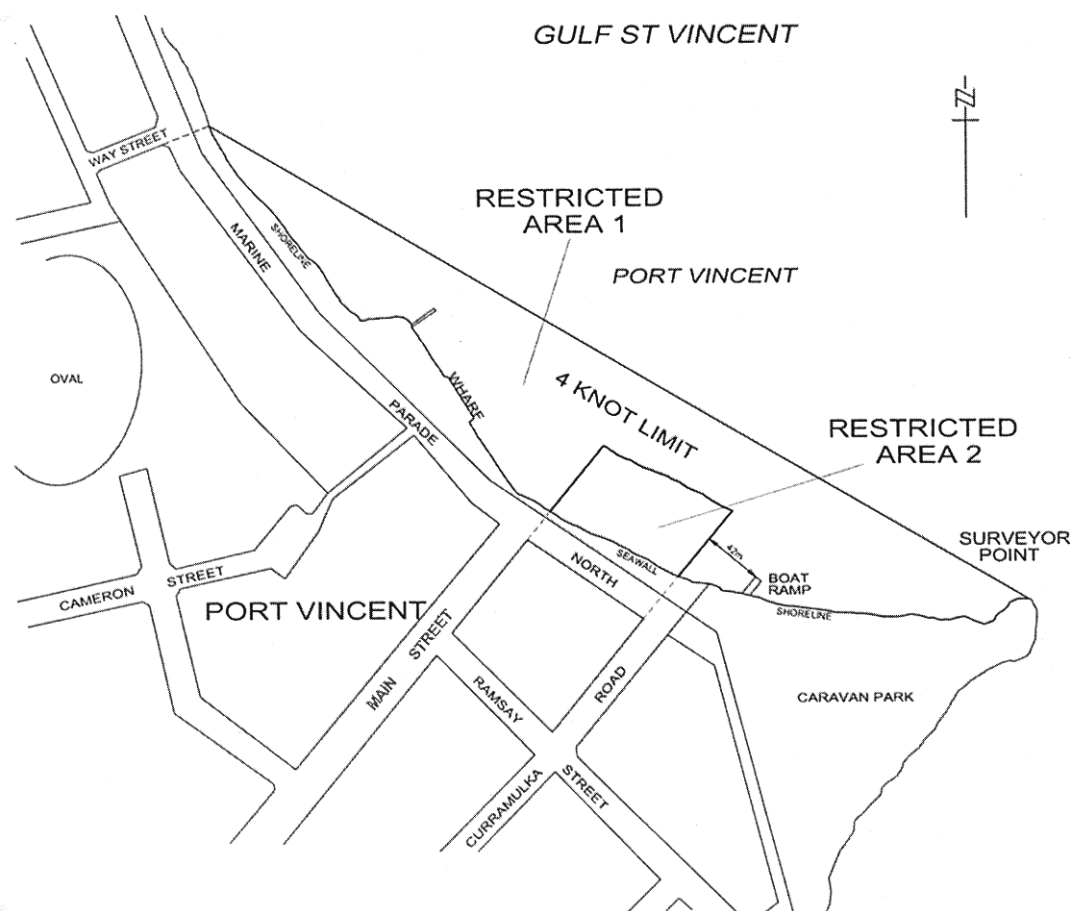 GULF ST VINCENT
N
WAY STREET
RESTRICTED
AREA 1
MARINE
SHORELINE
PORT VINCENT
OVAL
WHARF
4 KNOT LIMIT
PARADE
RESTRICTED
AREA 2
SURVEYOR
POINT
42m
SEAWALL
BOAT
RAMP
SHORELINE
NORTH
CAMERON STREET
PORT VINCENT
MAIN STREET
RAMSAY STREET
CURRAMULKA ROAD
CARAVAN PARK